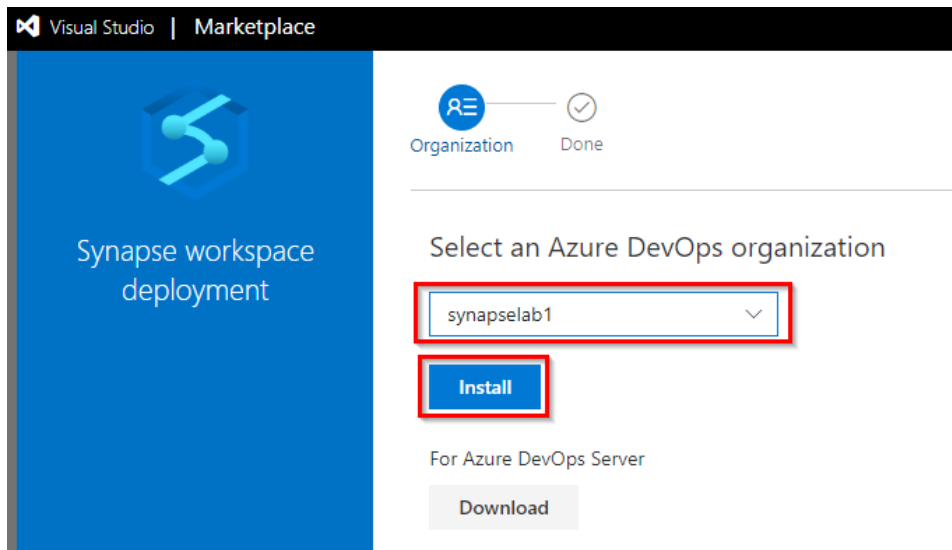 Visual Studio | Marketplace
Organization
Done
Synapse workspace
deployment
Select an Azure DevOps organization
synapselab1
Install
For Azure DevOps Server
Download